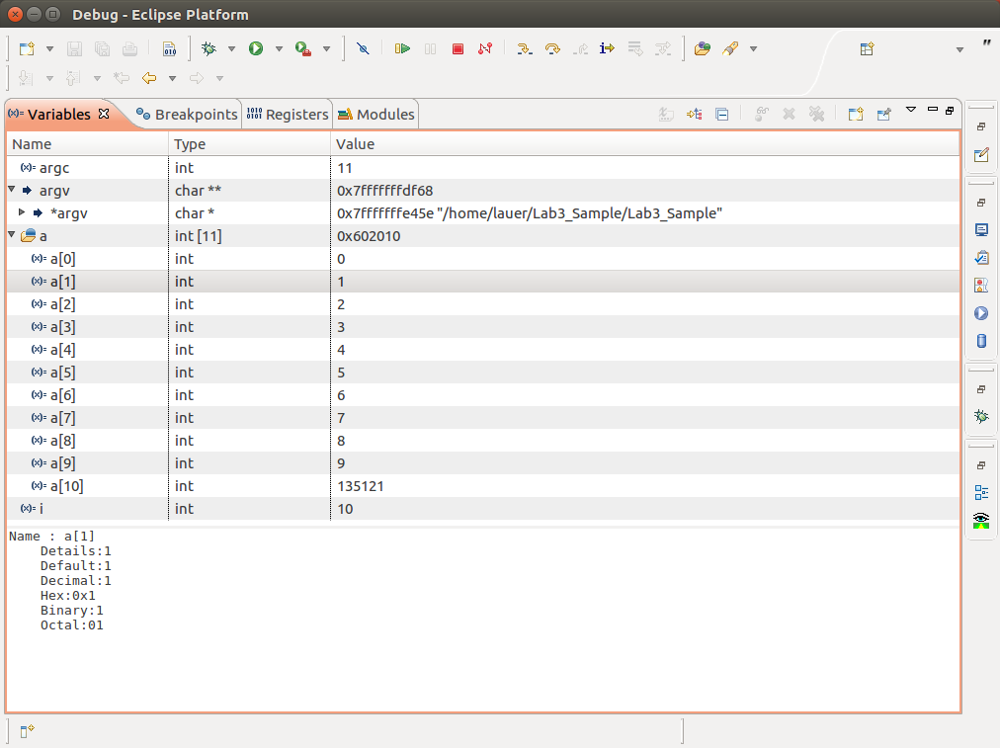 Debug - Eclipse Platform
Variables Breakpoints Registers Modules
Name Type Value
argc int 11
argv char ** 0x7fffffffdf68
*argv char * 0x7fffffffe45e "/home/lauer/Lab3_Sample/Lab3_Sample"
a int [11] 0x602010
a[0] int 0
a[1] int 1
a[2] int 2
a[3] int 3
a[4] int 4
a[5] int 5
a[6] int 6
a[7] int 7
a[8] int 8
a[9] int 9
a[10] int 135121
i int 10
Name : a[1]
Details:1
Default:1
Decimal:1
Hex:0x1
Binary:1
Octal:01